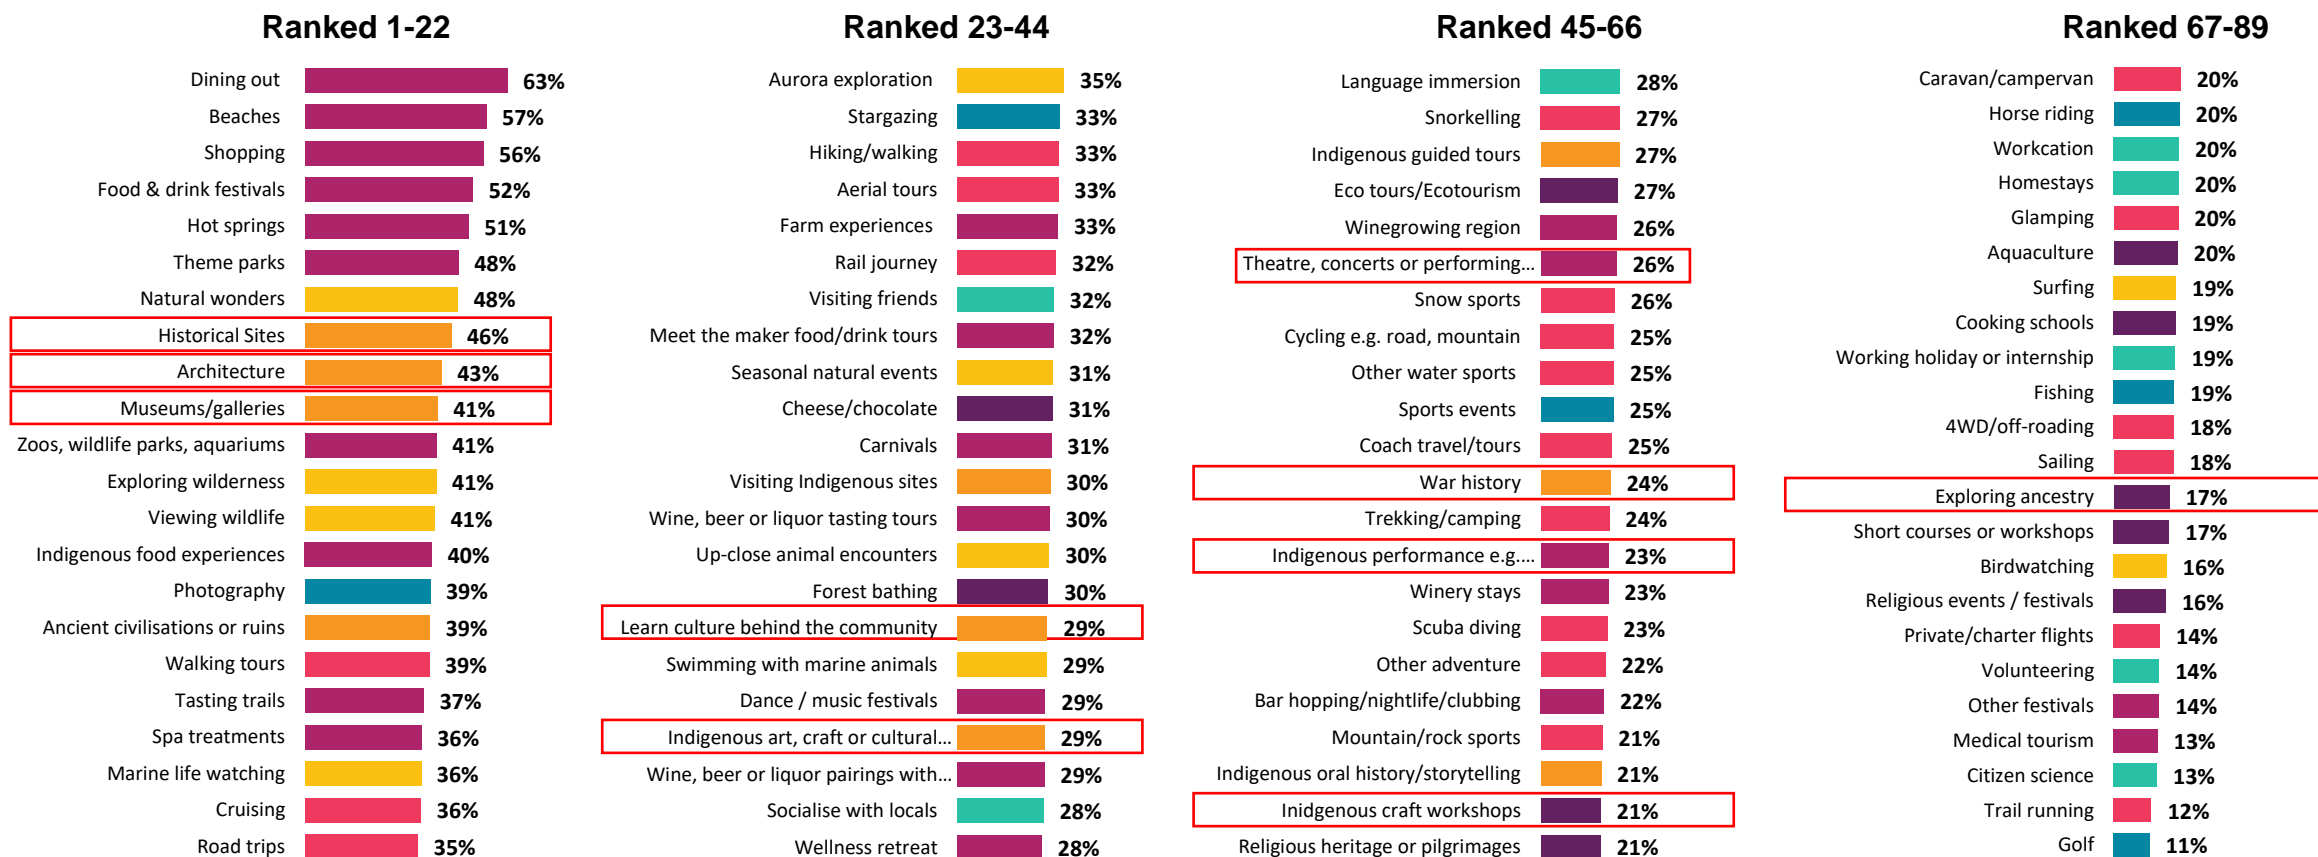 Ranked 1-22
Dining out 63%
Beaches 57%
Shopping 56%
Food & drink festivals 52%
Hot springs 51%
Theme parks 48%
Natural wonders 48%
Historical Sites 46%
Architecture 43%
Museums/galleries 41%
Zoos, wildlife parks, aquariums 41%
Exploring wilderness 41%
Viewing wildlife 41%
Indigenous food experiences 40%
Photography 39%
Ancient civilisations or ruins 39%
Walking tours 39%
Tasting trails 37%
Spa treatments 36%
Marine life watching 36%
Cruising 36%
Road trips 35%
Ranked 23-44
Aurora exploration 35%
Stargazing 33%
Hiking/walking 33%
Aerial tours 33%
Farm experiences 33%
Rail journey 32%
Visiting friends 32%
Meet the maker food/drink tours 32%
Seasonal natural events 31%
Cheese/chocolate 31%
Carnivals 31%
Visiting Indigenous sites 30%
Wine, beer or liquor tasting tours 30%
Up-close animal encounters 30%
Forest bathing 30%
Learn culture behind the community 29%
Swimming with marine animals 29%
Dance / music festivals 29%
Indigenous art, craft or cultural... 29%
Wine, beer or liquor pairings with... 29%
Socialise with locals 28%
Wellness retreat 28%
Ranked 45-66
Language immersion 28%
Snorkelling 27%
Indigenous guided tours 27%
Eco tours/Ecotourism 27%
Winegrowing region 26%
Theatre, concerts or performing... 26%
Snow sports 26%
Cycling e.g. road, mountain 25%
Other water sports 25%
Sports events 25%
Coach travel/tours 25%
War history 24%
Trekking/camping 24%
Indigenous performance e.g.... 23%
Winery stays 23%
Scuba diving 23%
Other adventure 22%
Bar hopping/nightlife/clubbing 22%
Mountain/rock sports 21%
Indigenous oral history/storytelling 21%
Inidgenous craft workshops 21%
Religious heritage or pilgrimages 21%
Ranked 67-89
Caravan/campervan 20%
Horse riding 20%
Workcation 20%
Homestays 20%
Glamping 20%
Aquaculture 20%
Surfing 19%
Cooking schools 19%
Working holiday or internship 19%
Fishing 19%
4WD/off-roading 18%
Sailing 18%
Exploring ancestry 17%
Short courses or workshops 17%
Birdwatching 16%
Religious events / festivals 16%
Private/charter flights 14%
Volunteering 14%
Other festivals 14%
Medical tourism 13%
Citizen science 13%
Trail running 12%
Golf 11%